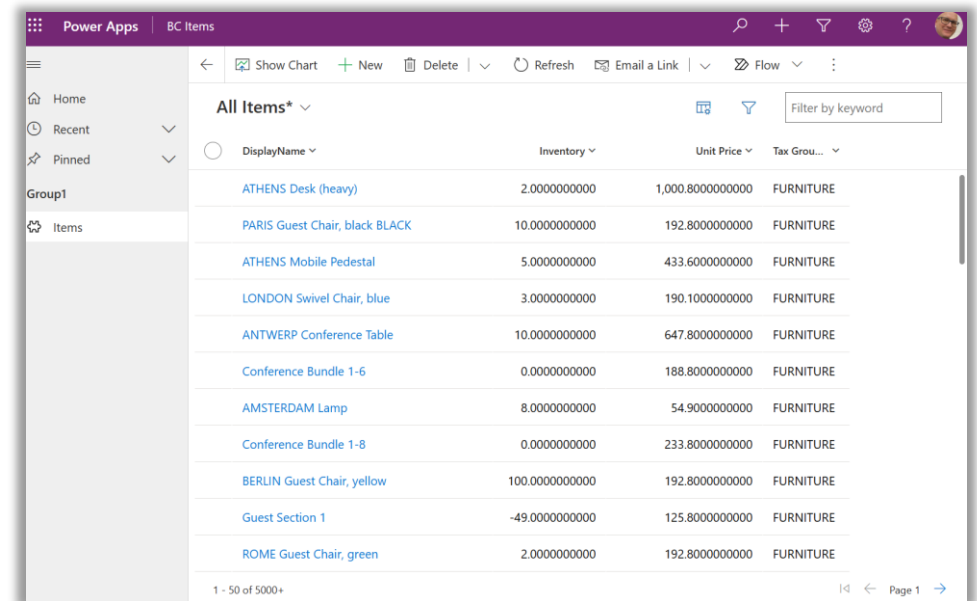 Power Apps BC Items
Show Chart New Delete Refresh Email a Link Flow
Home
Recent
Pinned
Group1
Items
All Items* Filter by keyword
DisplayName Inventory Unit Price Tax Grou...
ATHENS Desk (heavy) 2.0000000000 1,000.8000000000 FURNITURE
PARIS Guest Chair, black BLACK 10.0000000000 192.8000000000 FURNITURE
ATHENS Mobile Pedestal 5.0000000000 433.6000000000 FURNITURE
LONDON Swivel Chair, blue 3.0000000000 190.1000000000 FURNITURE
ANTWERP Conference Table 10.0000000000 647.8000000000 FURNITURE
Conference Bundle 1-6 0.0000000000 188.8000000000 FURNITURE
AMSTERDAM Lamp 8.0000000000 54.9000000000 FURNITURE
Conference Bundle 1-8 0.0000000000 233.8000000000 FURNITURE
BERLIN Guest Chair, yellow 100.0000000000 192.8000000000 FURNITURE
Guest Section 1 -49.0000000000 125.8000000000 FURNITURE
ROME Guest Chair, green 2.0000000000 192.8000000000 FURNITURE
1 - 50 of 5000+ Page 1